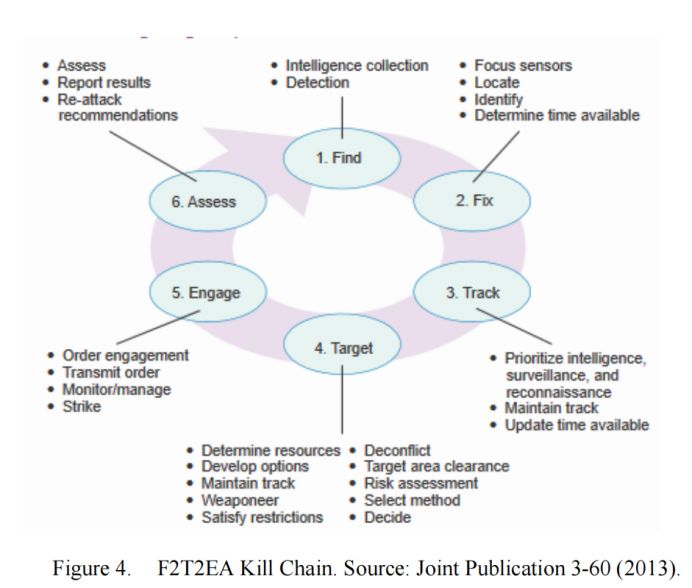 • Assess
• Report results
• Re-attack
recommendations
• Intelligence collection
• Detection
• Focus sensors
• Locate
• Identify
• Determine time available
1. Find
2. Fix
3. Track
4. Target
5. Engage
6. Assess
• Prioritize intelligence,
surveillance, and
reconnaissance
• Maintain track
• Update time available
• Order engagement
• Transmit order
• Monitor/manage
• Strike
• Determine resources
• Develop options
• Maintain track
• Weaponeer
• Satisfy restrictions
• Deconflict
• Target area clearance
• Risk assessment
• Select method
• Decide
Figure 4. F2T2EA Kill Chain. Source: Joint Publication 3-60 (2013).